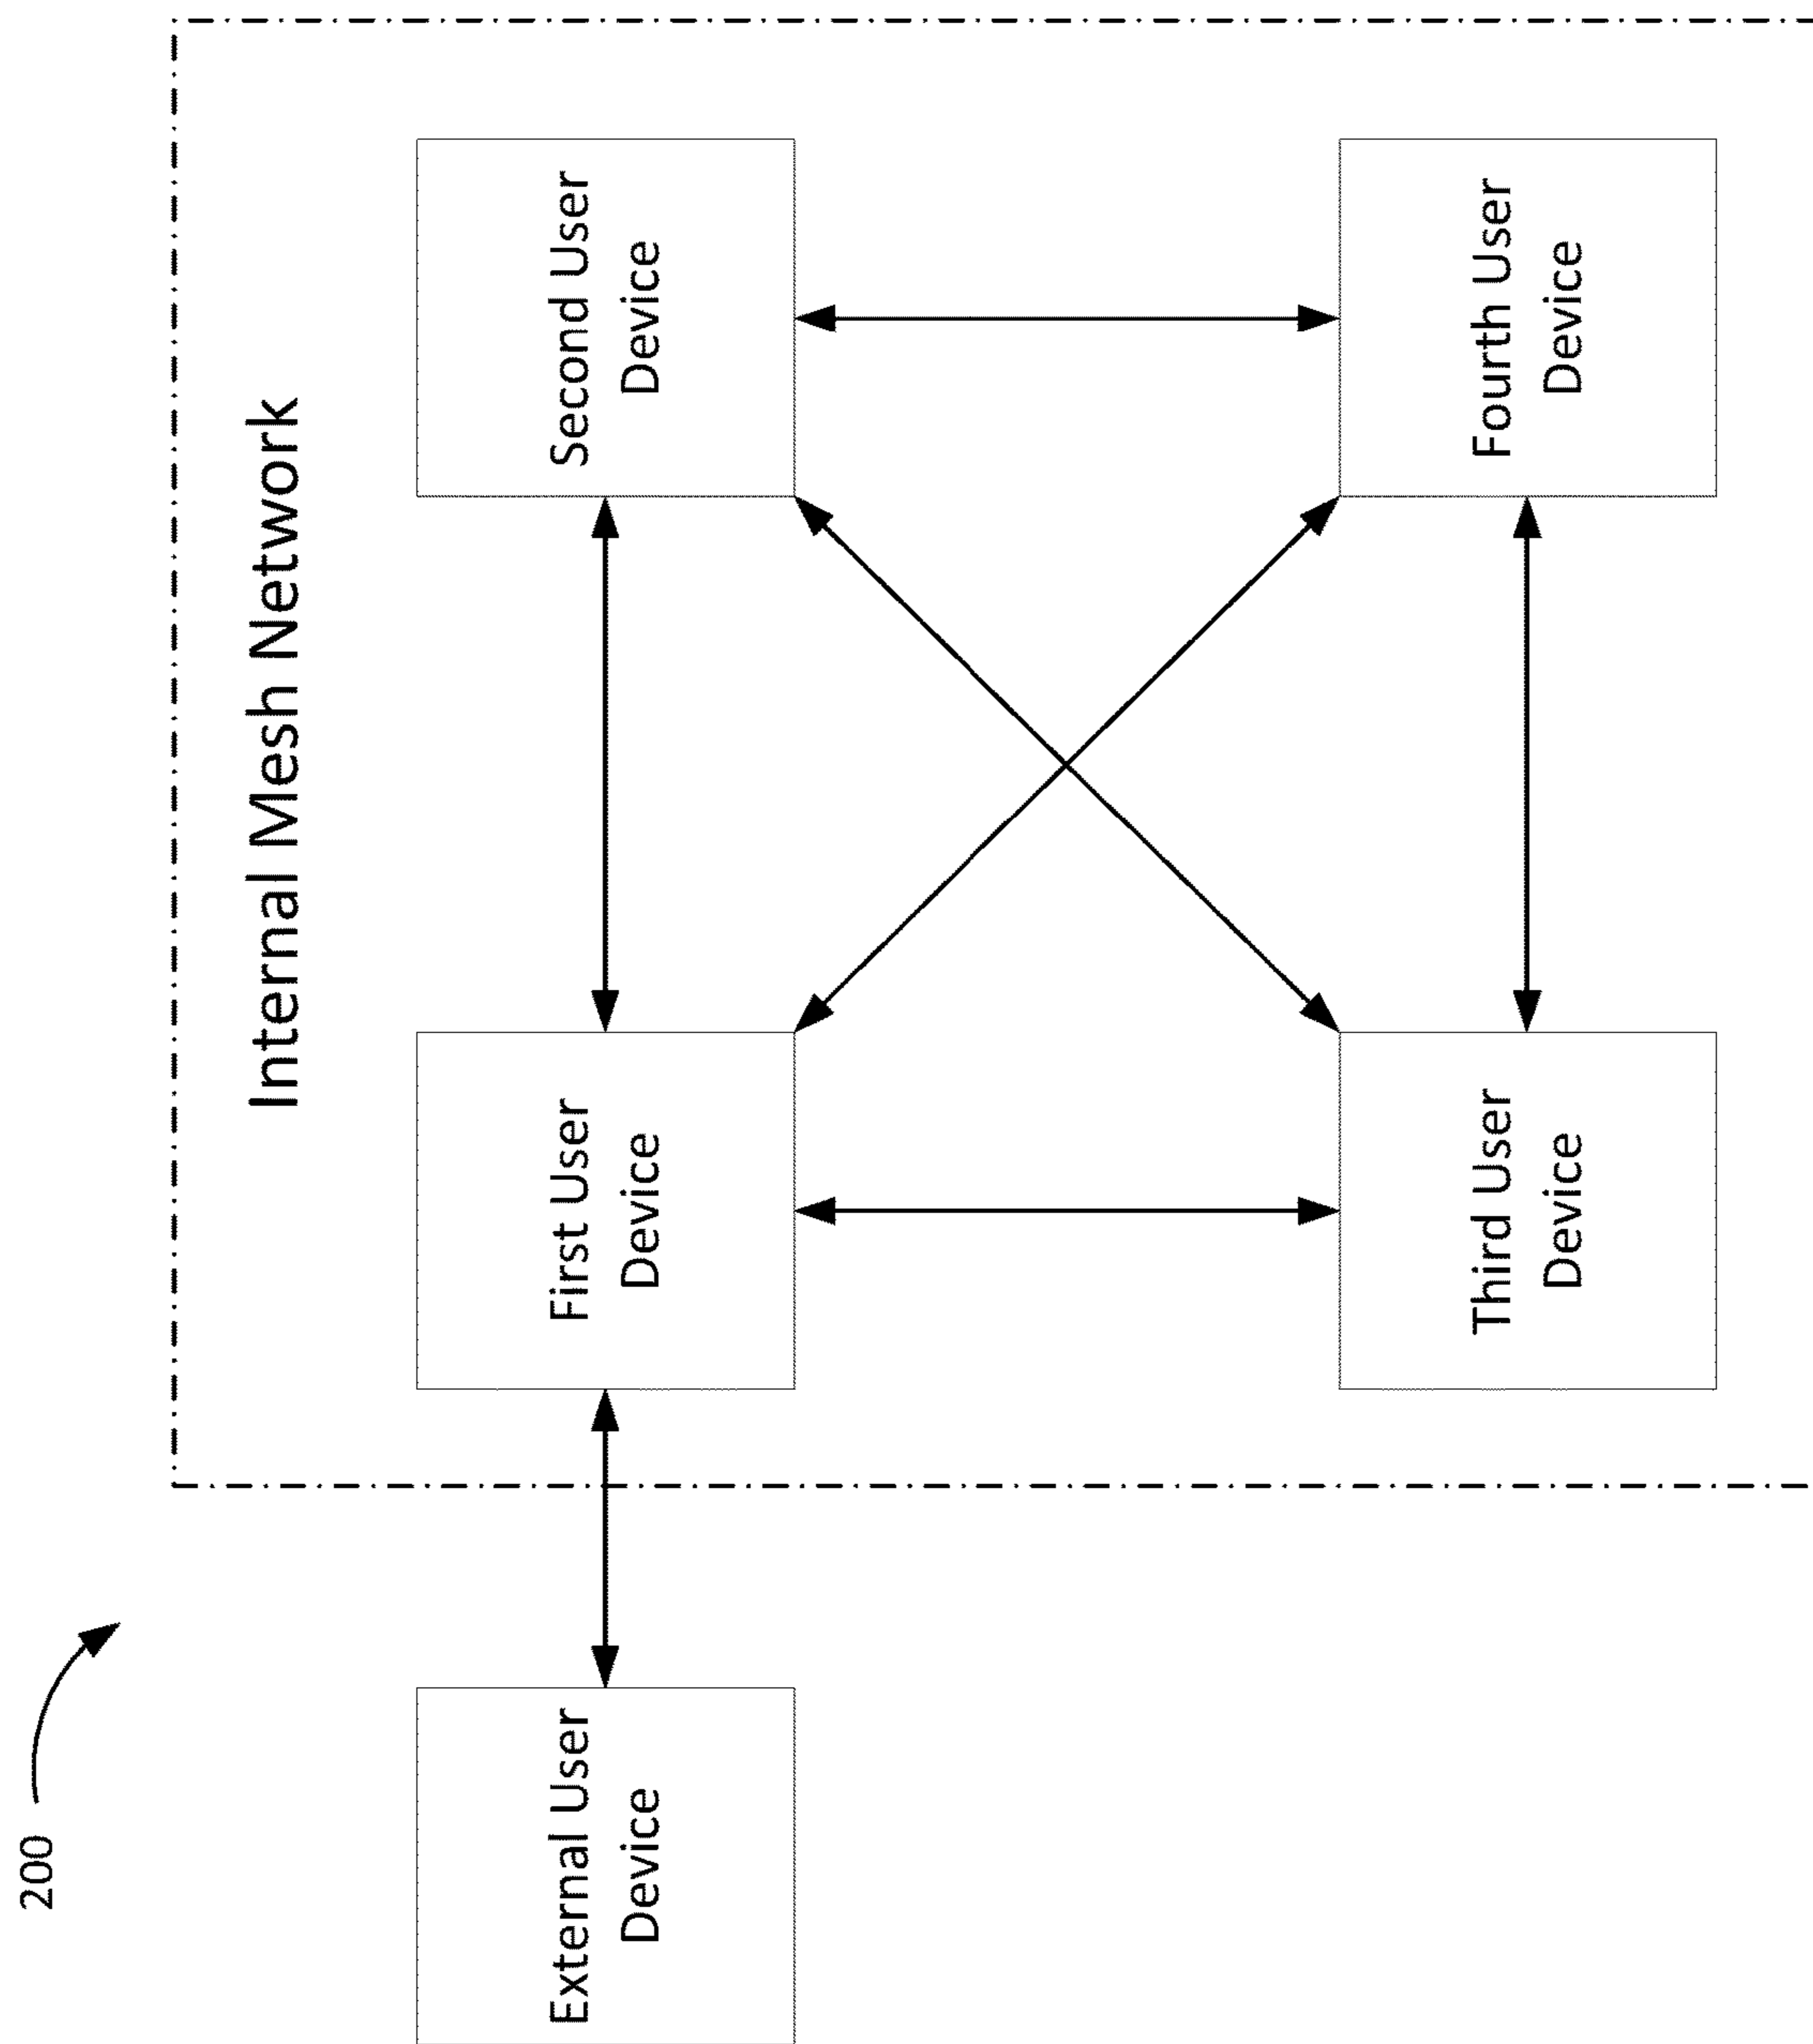 200
Internal Mesh Network
External User
Device
First User
Device
Second User
Device
Third User
Device
Fourth User
Device